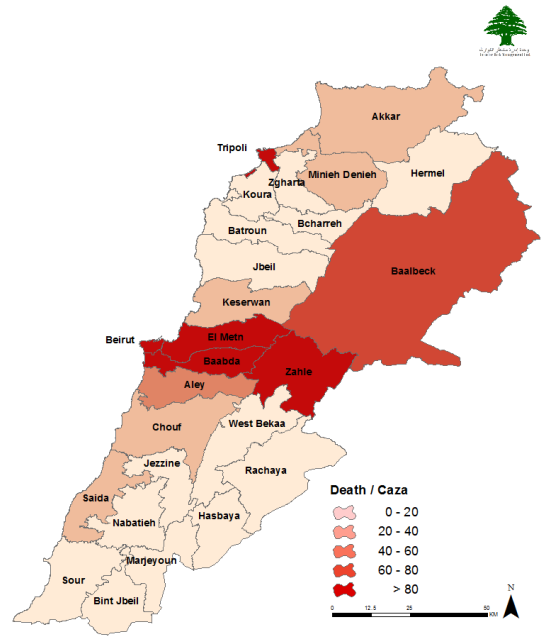 Akkar
Tripoli
Minieh Denieh
Hermel
Zgharta
Koura
Bcharreh
Batroun
Jbeil
Baalbeck
Keserwan
El Metn
Beirut
Baabda
Zahle
Aley
Chouf
West Bekaa
Jezzine
Rachaya
Saida
Hasbaya
Nabatieh
Marjeyoun
Sour
Bint Jbeil
Death / Caza
0 - 20
20 - 40
40 - 60
60 - 80
> 80
N
0 12.5 25 50
KM